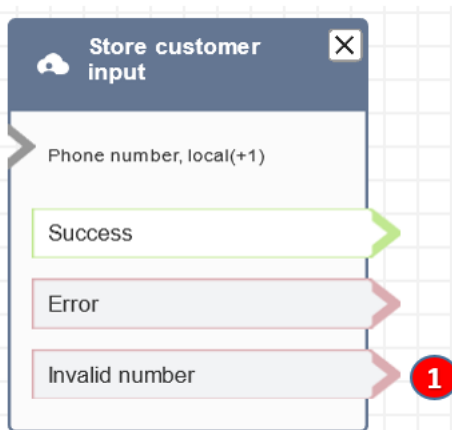 Store customer
input
Phone number, local(+1)
Success
Error
Invalid number
1